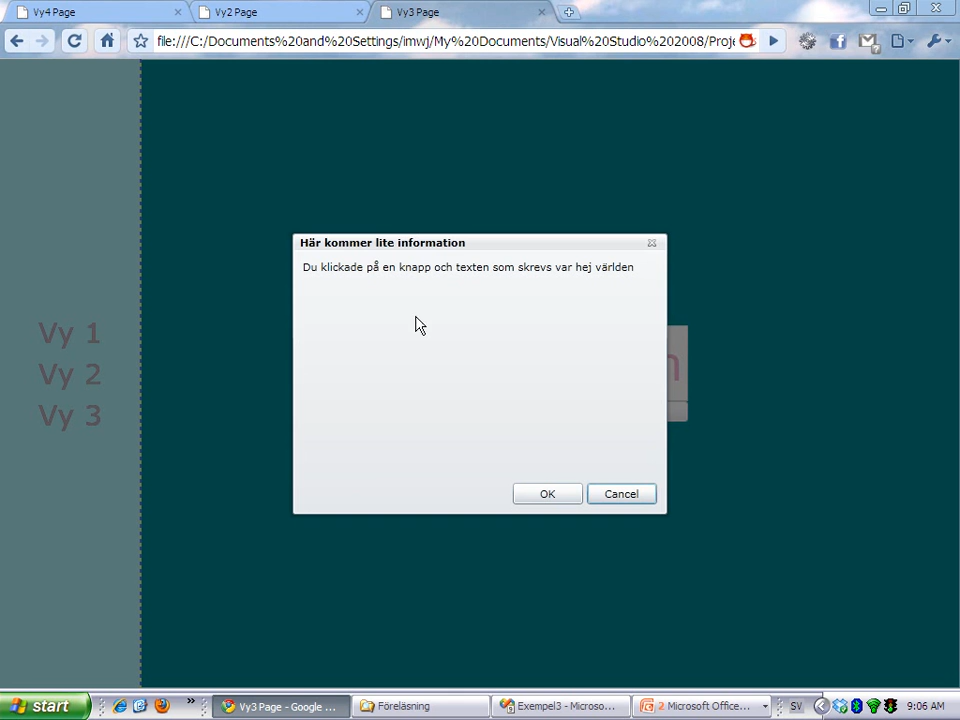 Vy4 Page
Vy2 Page
Vy3 Page
file:///C:/Documents%20and%20Settings/imwj/My%20Documents/Visual%20Studio%202008/Proje
Här kommer lite information
Du klickade på en knapp och texten som skrevs var hej världen
Vy 1
Vy 2
Vy 3
OK
Cancel
start
Vy3 Page - Google ...
Föreläsning
Exempel3 - Microso...
2 Microsoft Office...
SV
9:06 AM